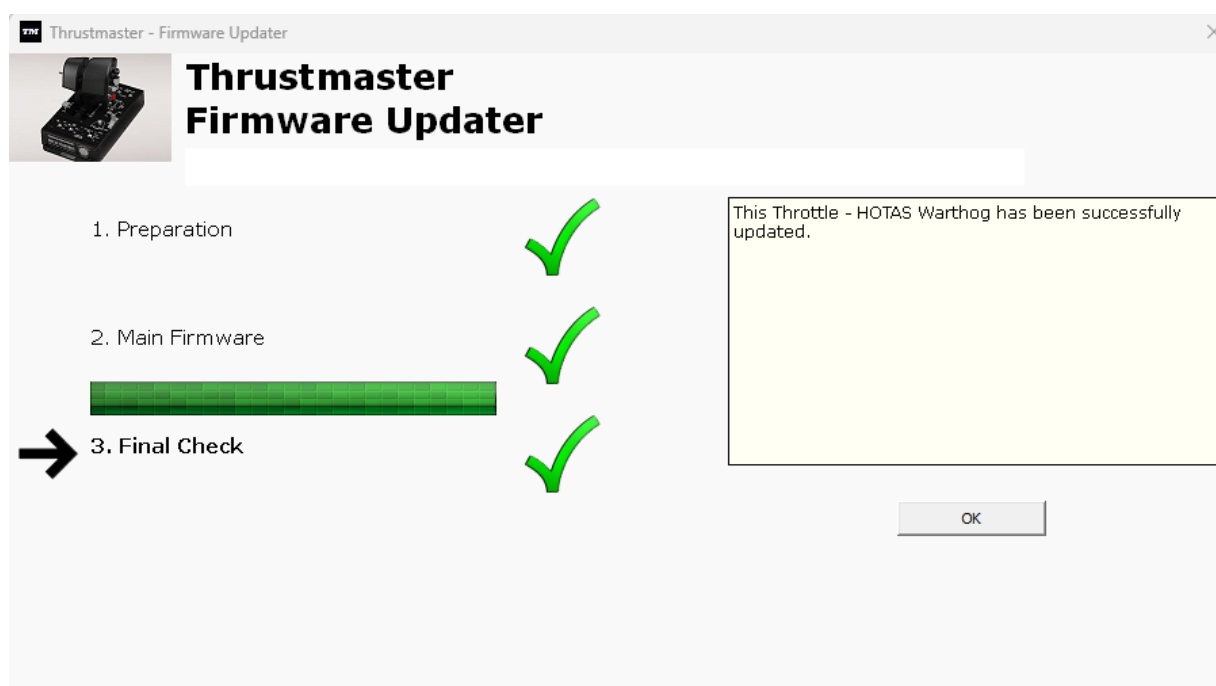 TM Thrustmaster - Firmware Updater
Thrustmaster
Firmware Updater
1. Preparation
2. Main Firmware
3. Final Check
This Throttle - HOTAS Warthog has been successfully
updated.
OK